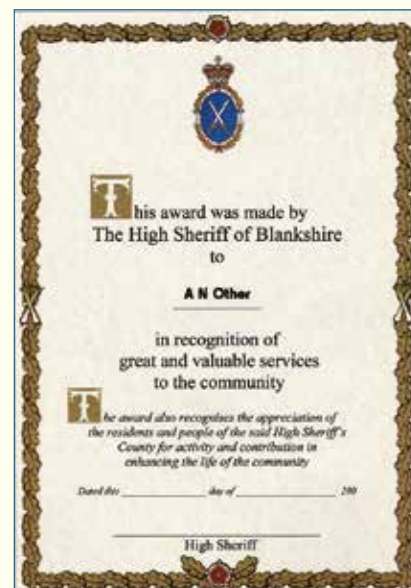 This award was made by
The High Sheriff of Blankshire
to
A N Other
in recognition of
great and valuable services
to the community
The award also recognises the appreciation of
the residents and people of the said High Sheriff's
County for activity and contribution in
enhancing the life of the community
Dated this ____________ day of ____________ 200
High Sheriff